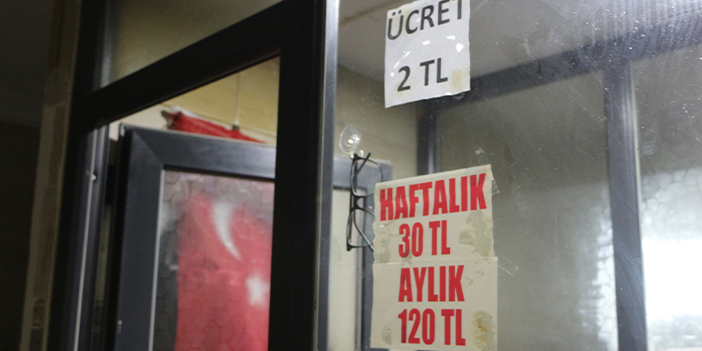 ÜCRET
2 TL
HAFTALIK
30 TL
AYLIK
120 TL